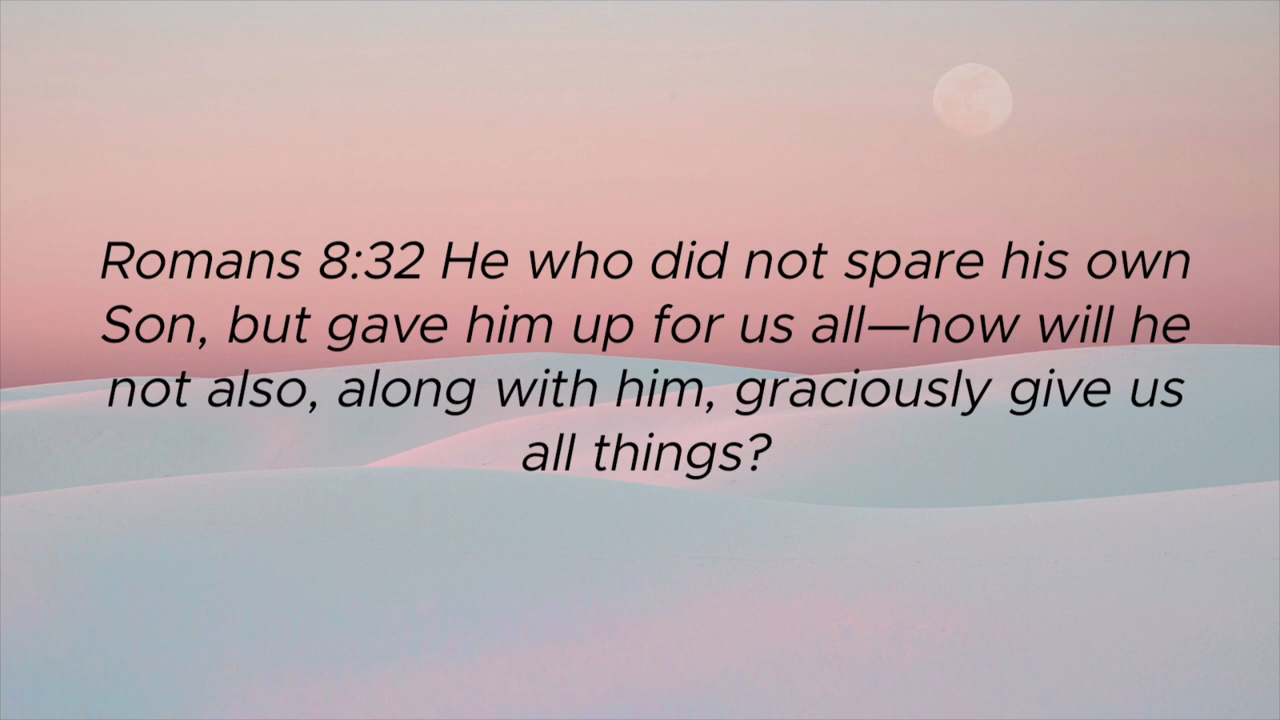 Romans 8:32 He who did not spare his own
Son, but gave him up for us all—how will he
not also, along with him, graciously give us
all things?